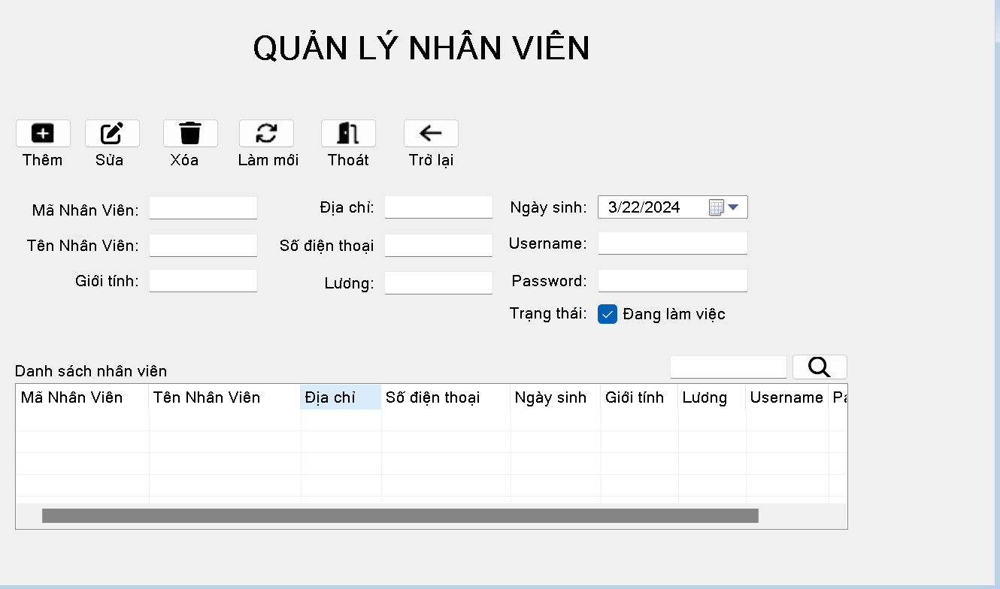 QUẢN LÝ NHÂN VIÊN
Thêm Sửa Xóa Làm mới Thoát Trở lại
Mã Nhân Viên: Địa chỉ: Ngày sinh: 3/22/2024
Tên Nhân Viên: Số điện thoại Username:
Giới tính: Lương: Password:
Trạng thái: Đang làm việc
Danh sách nhân viên
Mã Nhân Viên Tên Nhân Viên Địa chỉ Số điện thoại Ngày sinh Giới tính Lương Username